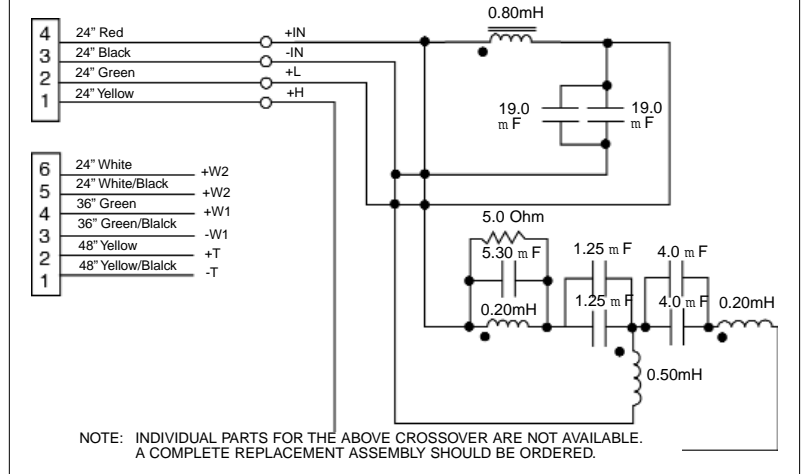 0.80mH
4 24" Red +IN
3 24" Black -IN
2 24" Green +L
1 24" Yellow +H
19.0 m F
19.0 m F
6 24" White +W2
5 24" White/Black +W2
4 36" Green +W1
3 36" Green/Blalck -W1
2 48" Yellow +T
1 48" Yellow/Blalck -T
5.0 Ohm
5.30 m F
0.20mH
1.25 m F
1.25 m F
4.0 m F
4.0 m F
0.20mH
0.50mH
NOTE: INDIVIDUAL PARTS FOR THE ABOVE CROSSOVER ARE NOT AVAILABLE.
A COMPLETE REPLACEMENT ASSEMBLY SHOULD BE ORDERED.